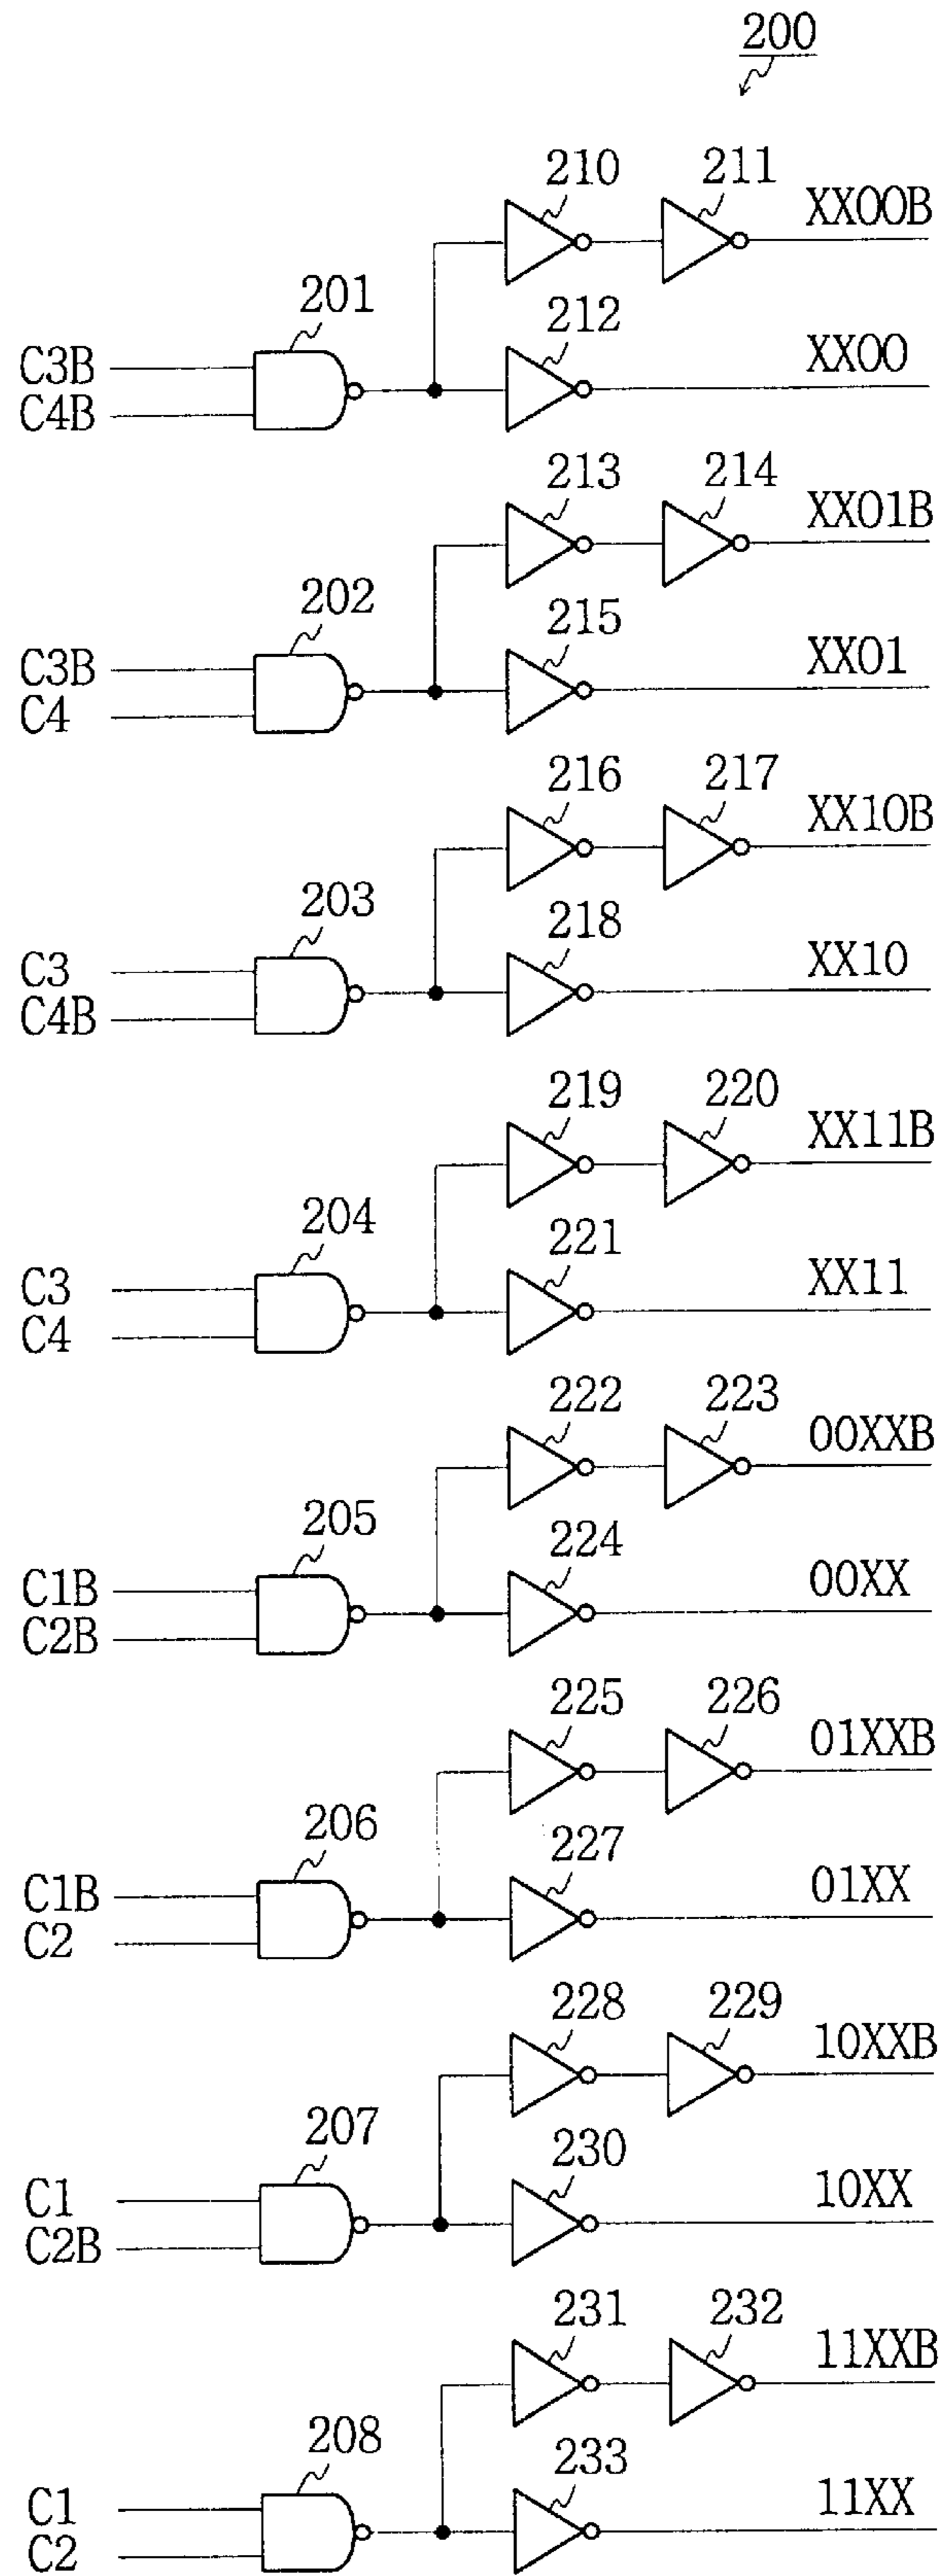 200
210 211 XX00B
201 212 XX00
C3B
C4B
213 214 XX01B
202 215 XX01
C3B
C4
216 217 XX10B
203 218 XX10
C3
C4B
219 220 XX11B
204 221 XX11
C3
C4
222 223 00XXB
205 224 00XX
C1B
C2B
225 226 01XXB
206 227 01XX
C1B
C2
228 229 10XXB
207 230 10XX
C1
C2B
231 232 11XXB
208 233 11XX
C1
C2